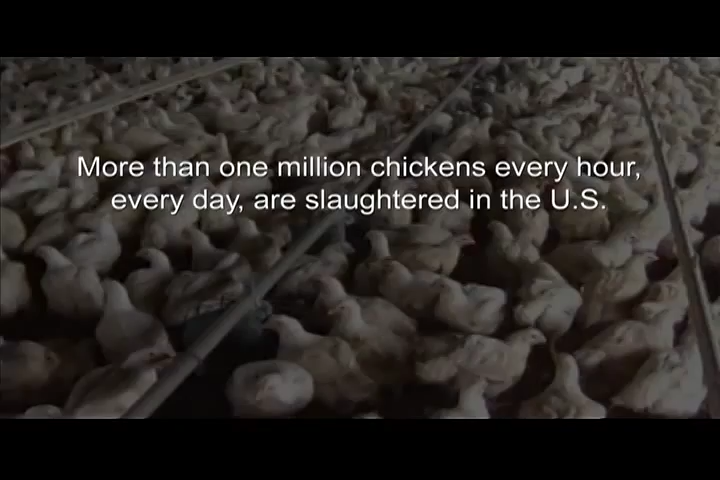 More than one million chickens every hour,
every day, are slaughtered in the U.S.